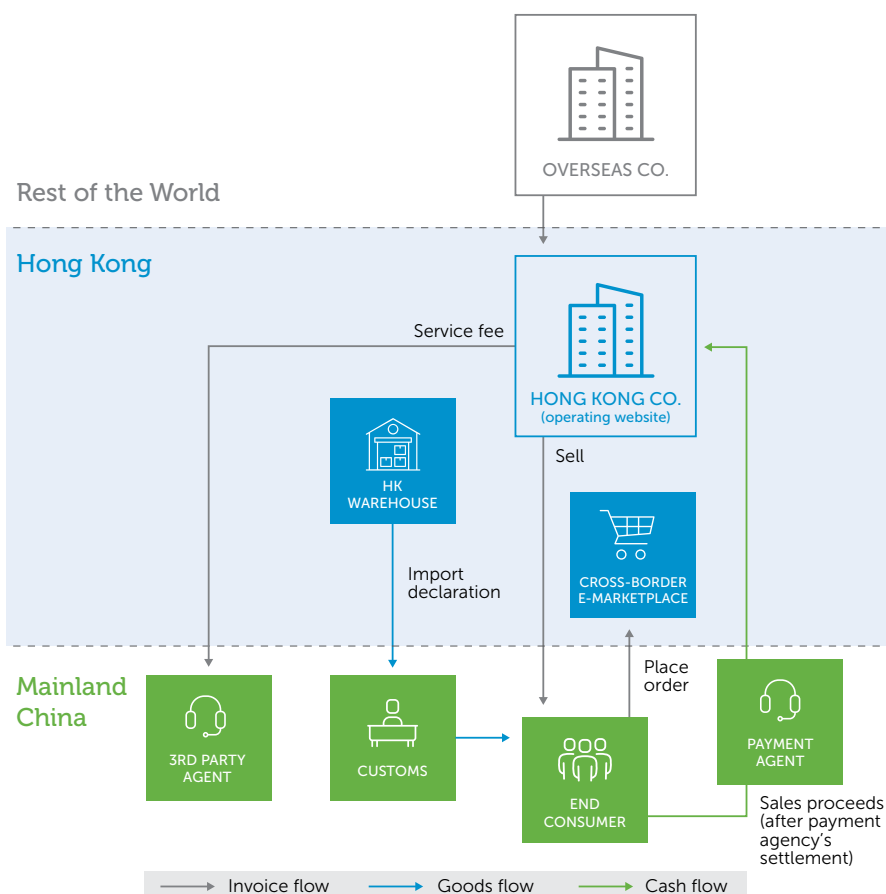 OVERSEAS CO.
Rest of the World
Hong Kong
Service fee
HONG KONG CO.
(operating website)
Sell
HK
WAREHOUSE
CROSS-BORDER
E-MARKETPLACE
Import
declaration
Mainland
China
Place
order
3RD PARTY
AGENT
CUSTOMS
END
CONSUMER
PAYMENT
AGENT
Sales proceeds
(after payment
agency's
settlement)
Invoice flow
Goods flow
Cash flow